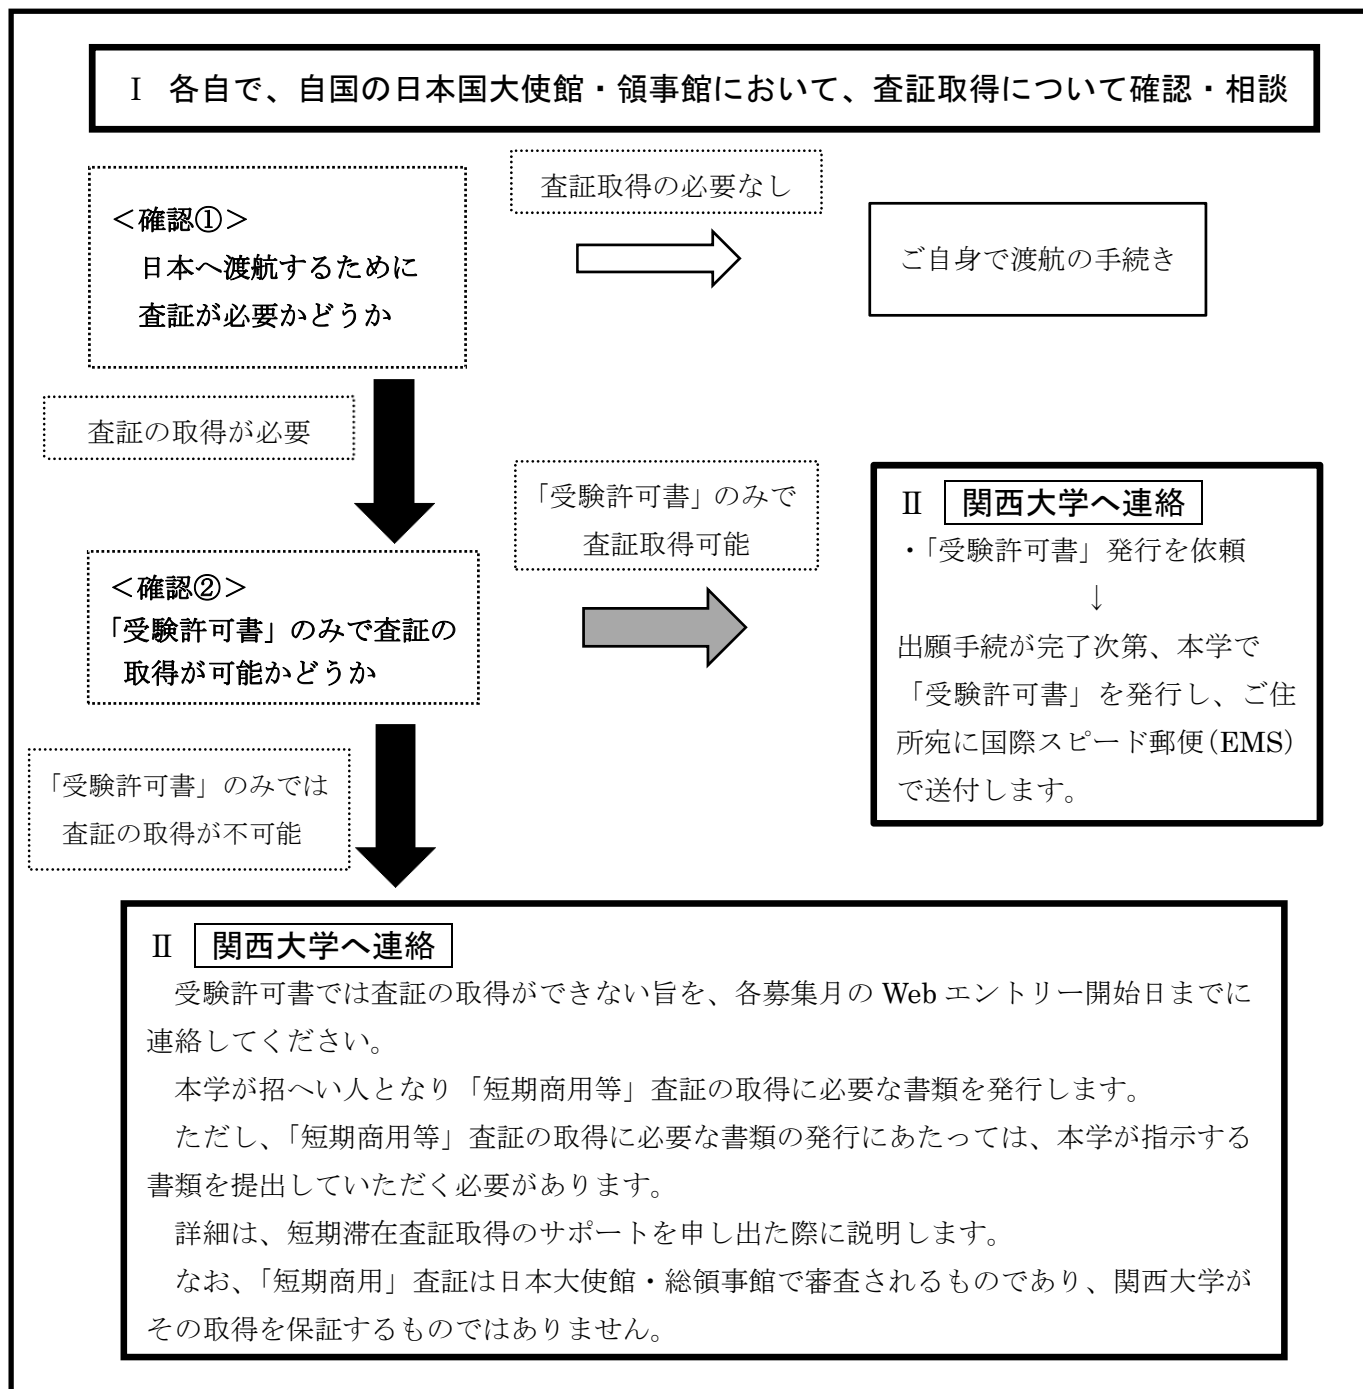 Ⅰ 各自で、自国の日本国大使館・領事館において、査証取得について確認・相談
査証取得の必要なし
＜確認①＞
日本へ渡航するために
査証が必要かどうか
ご自身で渡航の手続き
査証の取得が必要
「受験許可書」のみで
査証取得可能
Ⅱ 関西大学へ連絡
・「受験許可書」発行を依頼
↓
出願手続が完了次第、本学で
「受験許可書」を発行し、ご住
所宛に国際スピード郵便（EMS）
で送付します。
＜確認②＞
「受験許可書」のみで査証の
取得が可能かどうか
「受験許可書」のみでは
査証の取得が不可能
Ⅱ 関西大学へ連絡
受験許可書では査証の取得ができない旨を、各募集月の Web エントリー開始日までに
連絡してください。
本学が招へい人となり「短期商用等」査証の取得に必要な書類を発行します。
ただし、「短期商用等」査証の取得に必要な書類の発行にあたっては、本学が指示する
書類を提出していただく必要があります。
詳細は、短期滞在査証取得のサポートを申し出た際に説明します。
なお、「短期商用」査証は日本大使館・総領事館で審査されるものであり、関西大学が
その取得を保証するものではありません。